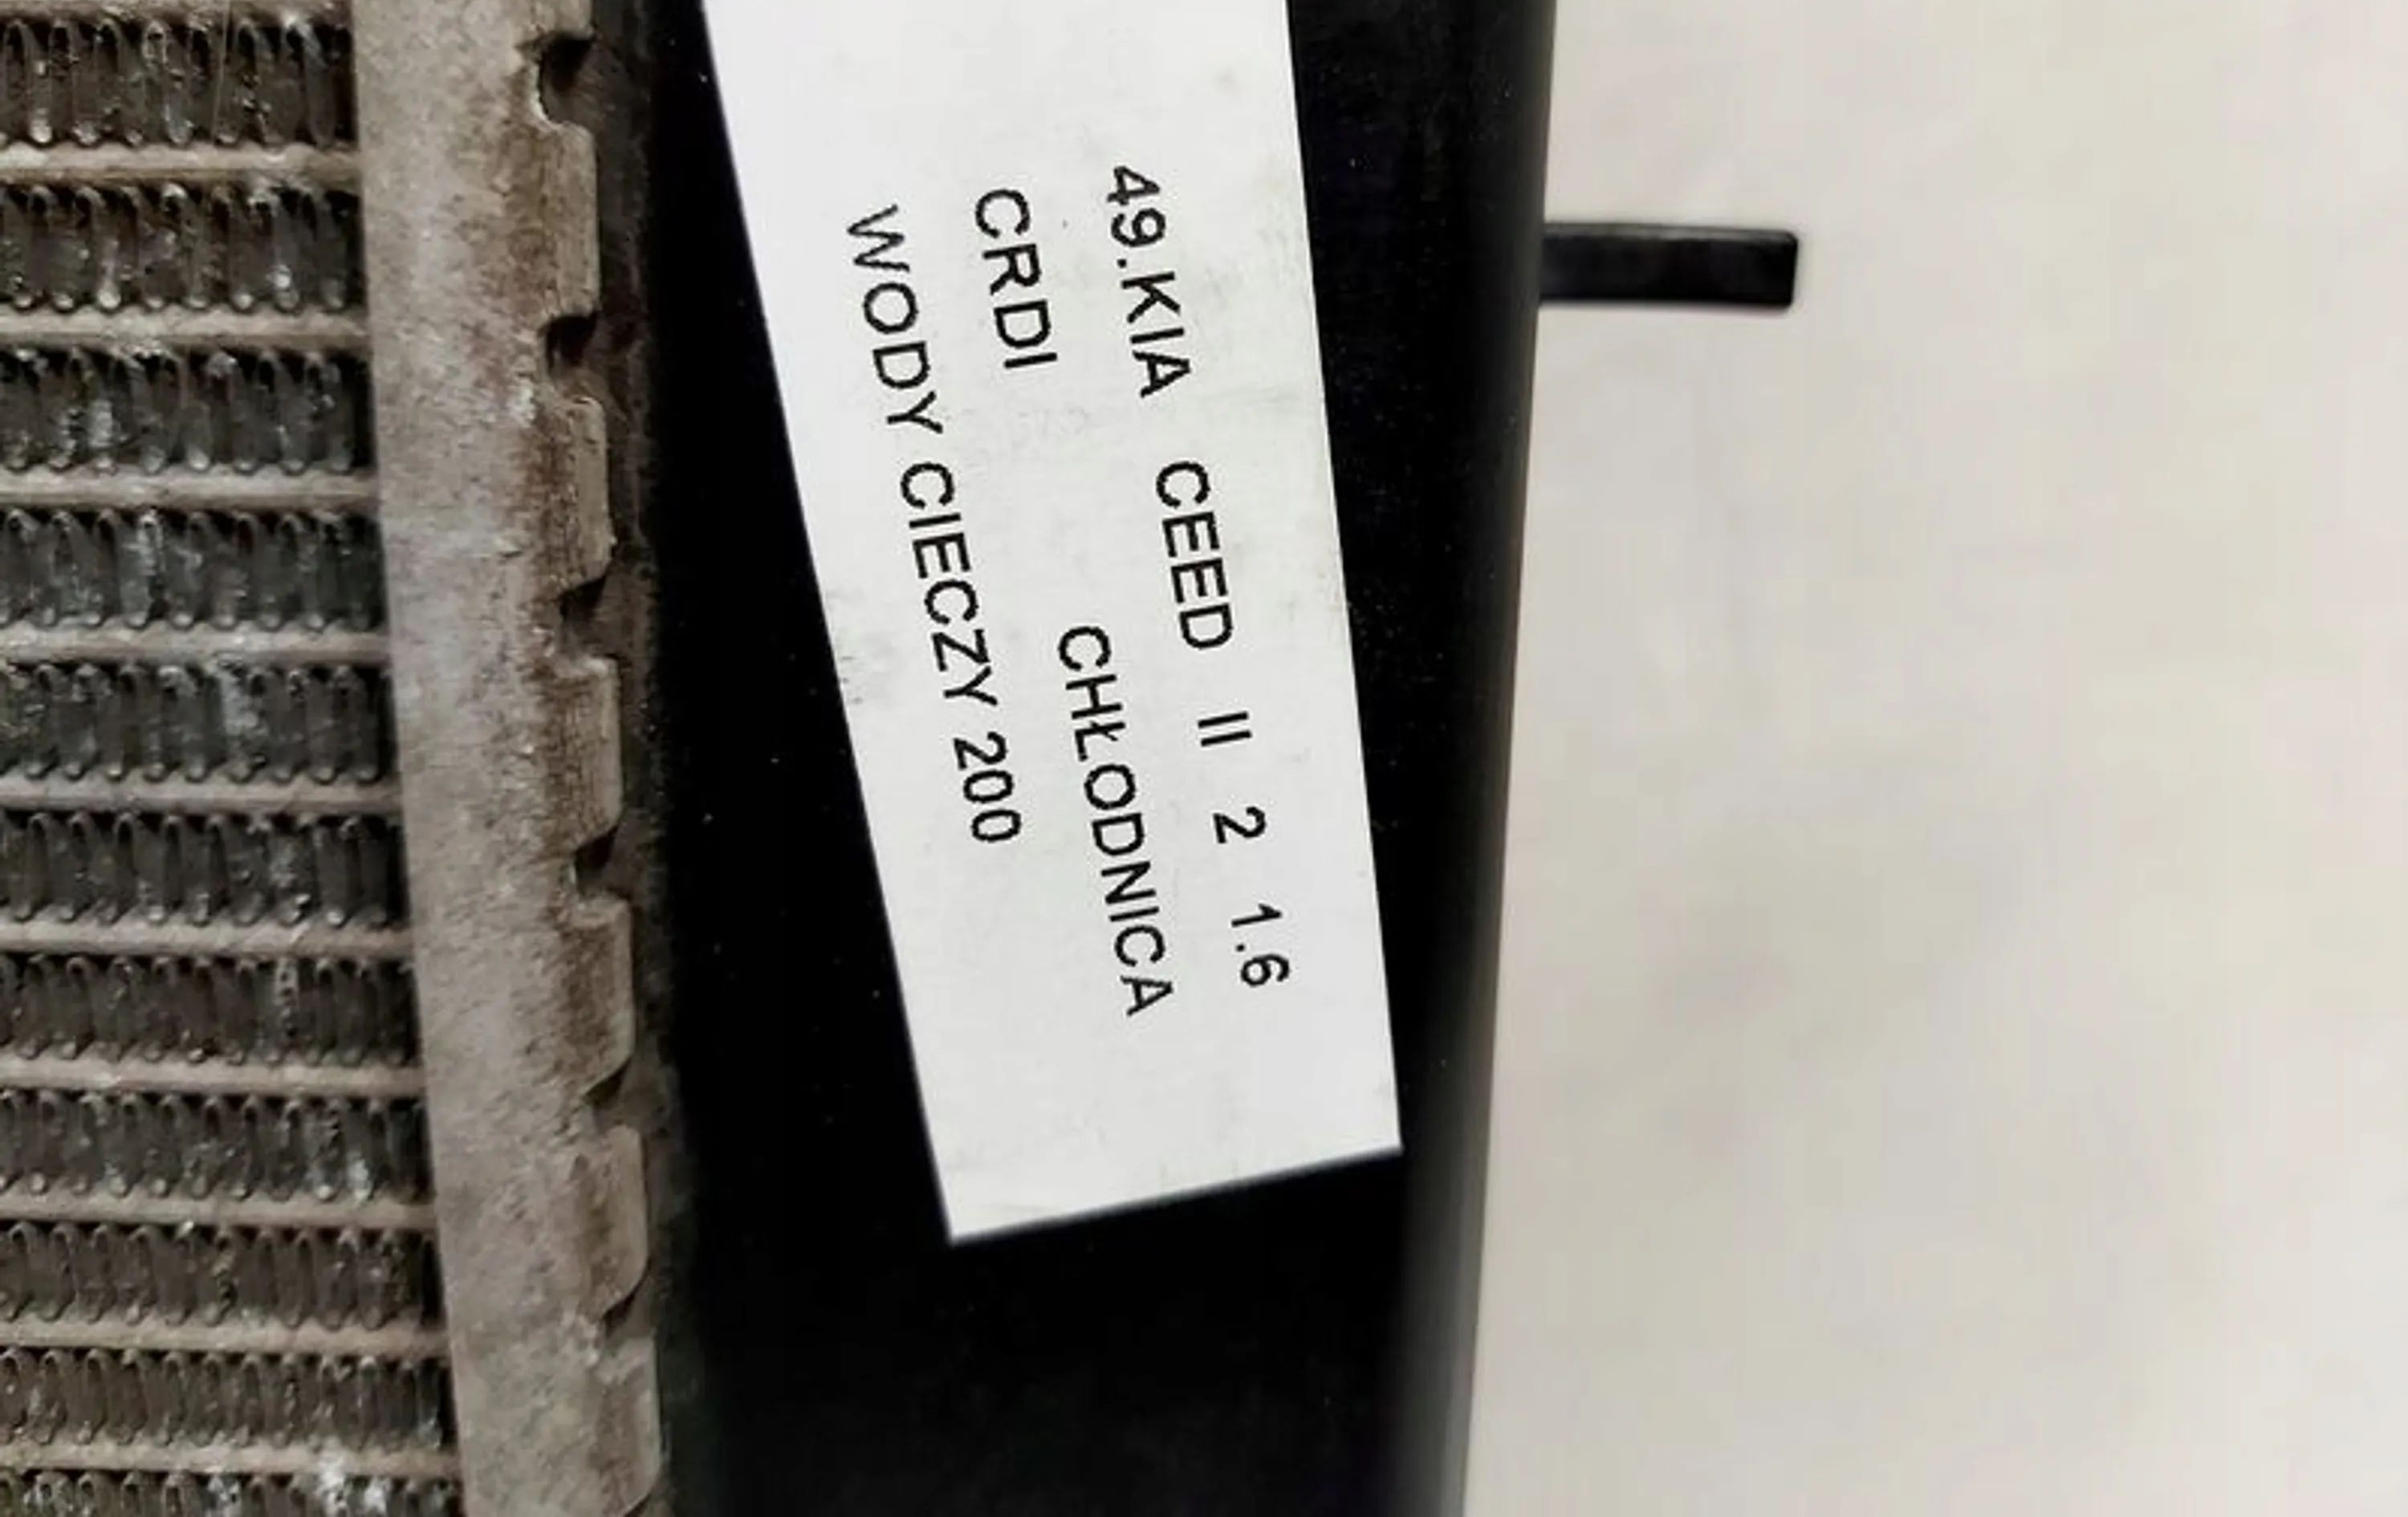 49.KIA CEED II 2 1.6
CRDI CHŁODNICA
WODY CIECZY 200